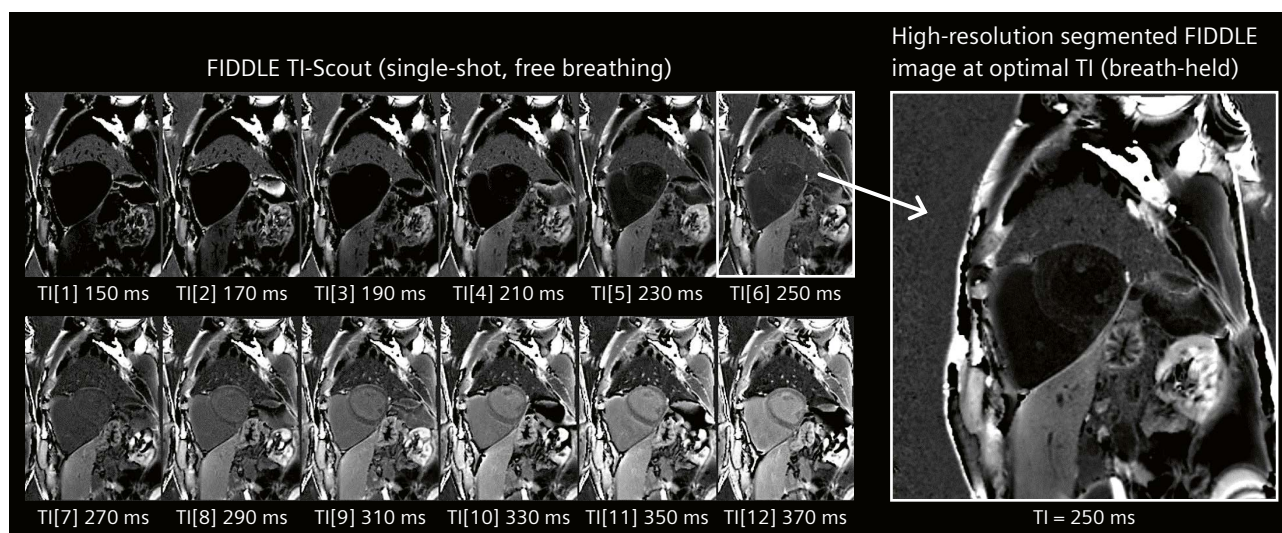 FIDDLE TI-Scout (single-shot, free breathing)
High-resolution segmented FIDDLE
image at optimal TI (breath-held)
TI[1] 150 ms
TI[2] 170 ms
TI[3] 190 ms
TI[4] 210 ms
TI[5] 230 ms
TI[6] 250 ms
TI[7] 270 ms
TI[8] 290 ms
TI[9] 310 ms
TI[10] 330 ms
TI[11] 350 ms
TI[12] 370 ms
TI = 250 ms